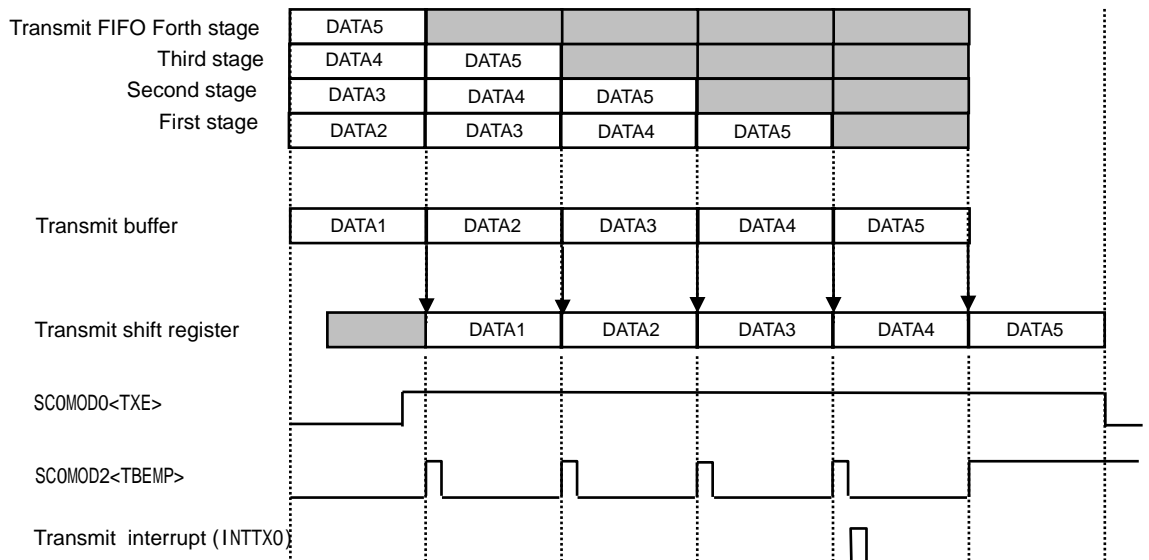 Transmit FIFO Forth stage DATA5
Third stage DATA4 DATA5
Second stage DATA3 DATA4 DATA5
First stage DATA2 DATA3 DATA4 DATA5
Transmit buffer DATA1 DATA2 DATA3 DATA4 DATA5
Transmit shift register DATA1 DATA2 DATA3 DATA4 DATA5
SC0MOD0<TXE>
SC0MOD2<TBEMP>
Transmit interrupt (INTTX0)